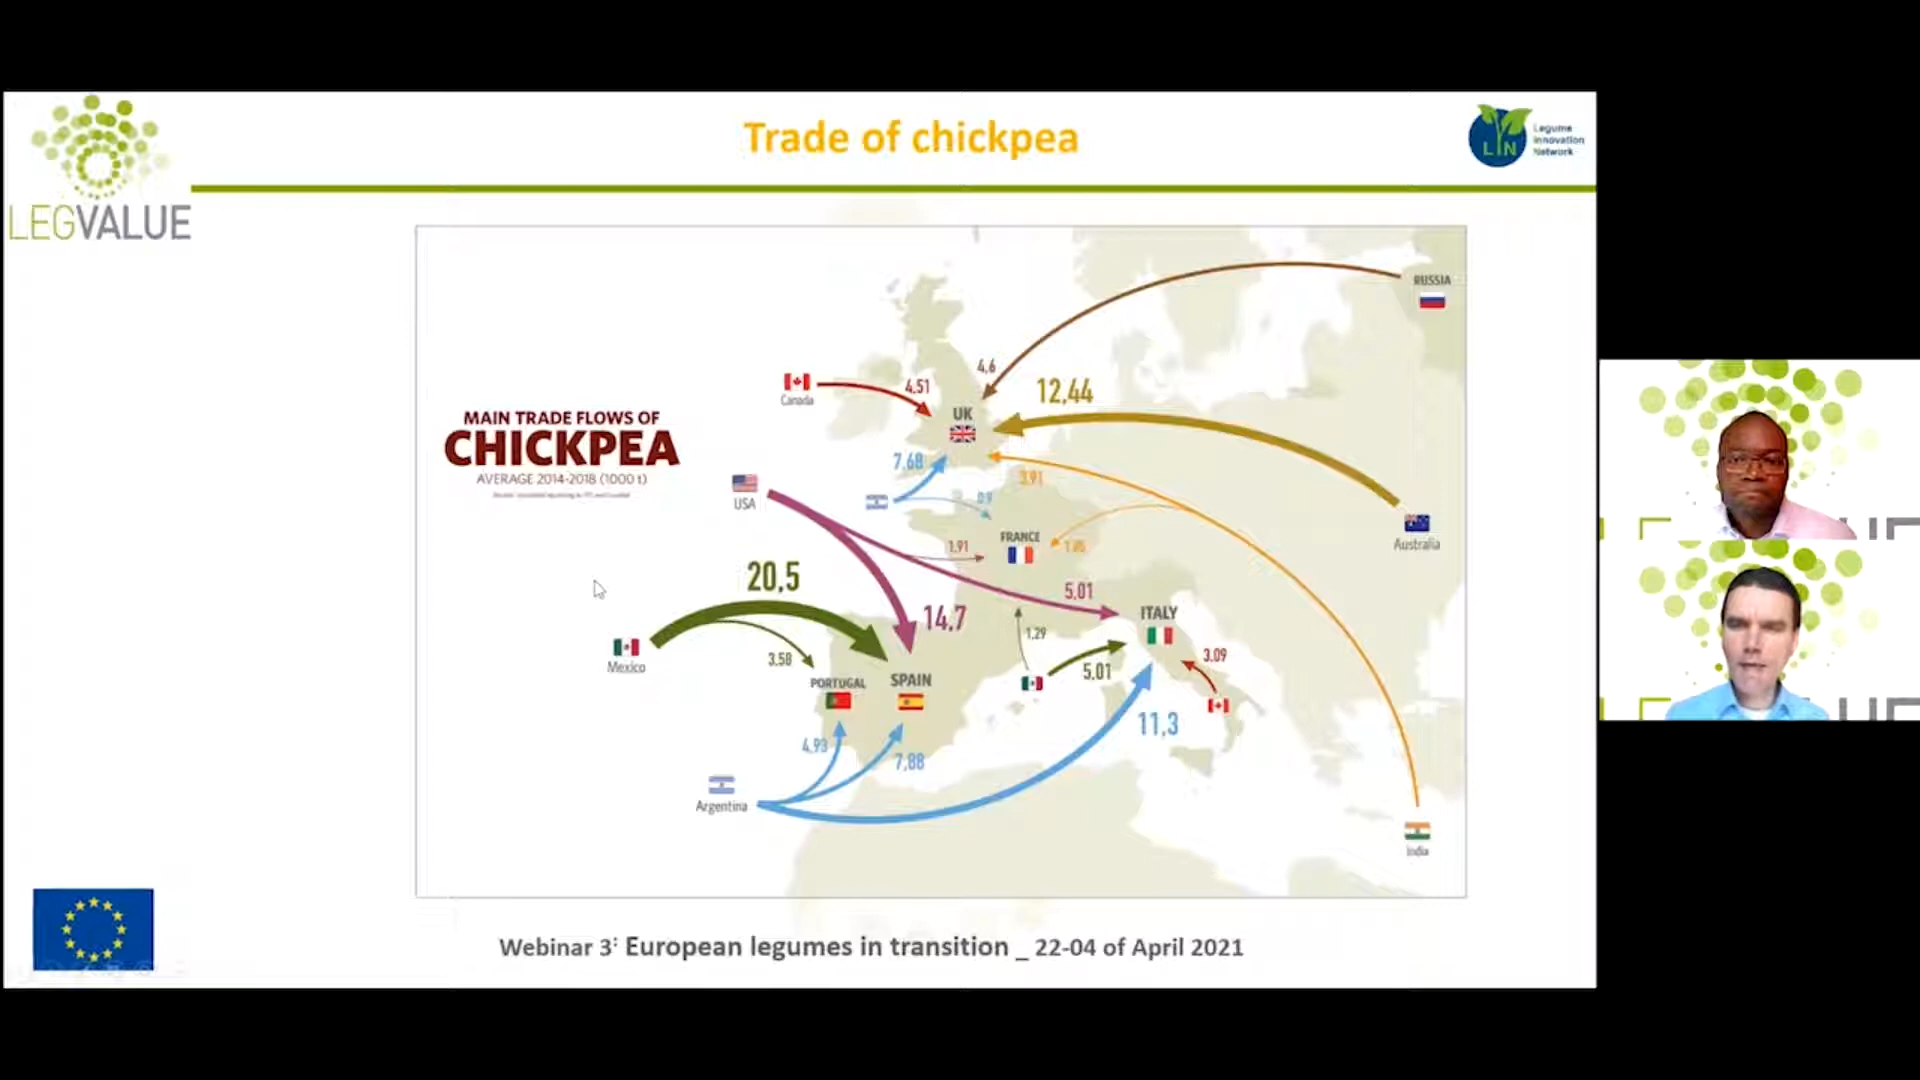 Trade of chickpea
LIN
Legume
Innovation
Network
LEGVALUE
MAIN TRADE FLOWS OF
CHICKPEA
AVERAGE 2014-2018 (1000 t)
RUSSIA
4,6
Canada
4,51
12,44
UK
7,68
3,91
USA
0,9
Australia
FRANCE
1,91
20,5
5,01
14,7
ITALY
1,29
Mexico
3,58
5,01
3,09
PORTUGAL
SPAIN
11,3
4,93
7,88
Argentina
India
Webinar 3: European legumes in transition _ 22-04 of April 2021